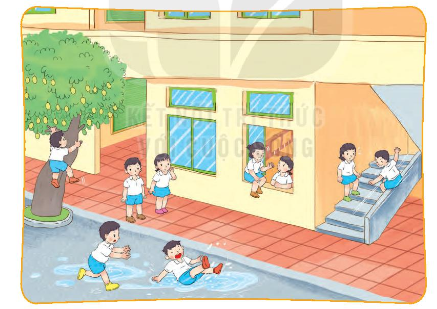 KẾT NỐI TRI THỨC
VỚI CUỘC SỐNG